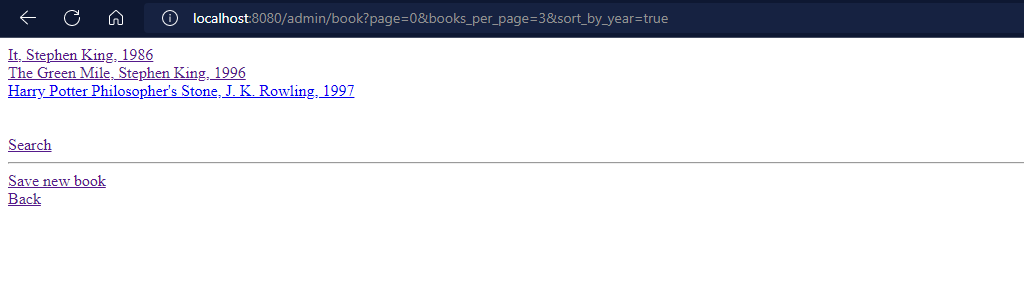 localhost:8080/admin/book?page=0&books_per_page=3&sort_by_year=true
It, Stephen King, 1986
The Green Mile, Stephen King, 1996
Harry Potter Philosopher's Stone, J. K. Rowling, 1997
Search
Save new book
Back